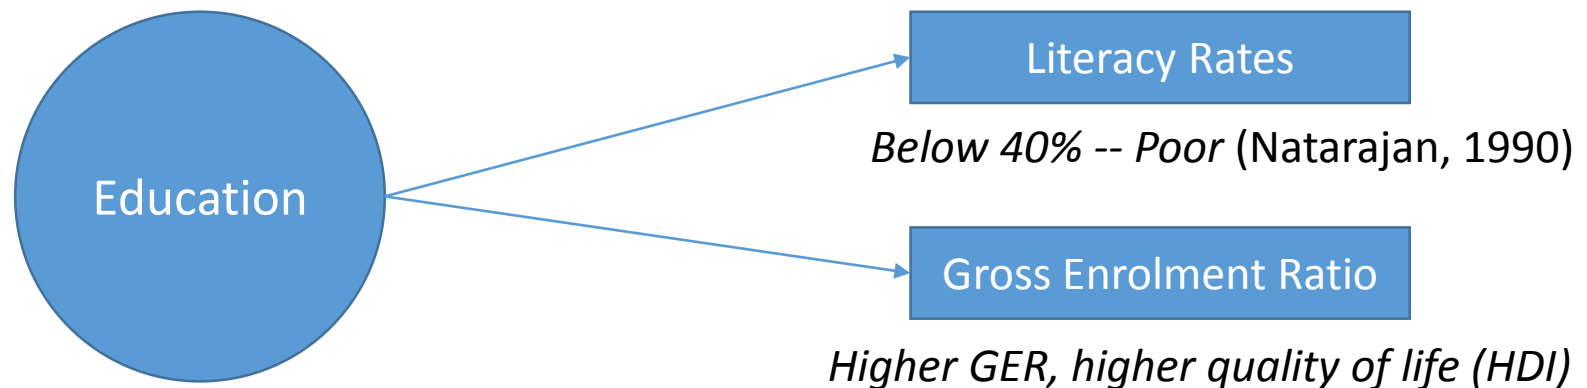 Education
Literacy Rates
Below 40% -- Poor (Natarajan, 1990)
Gross Enrolment Ratio
Higher GER, higher quality of life (HDI)